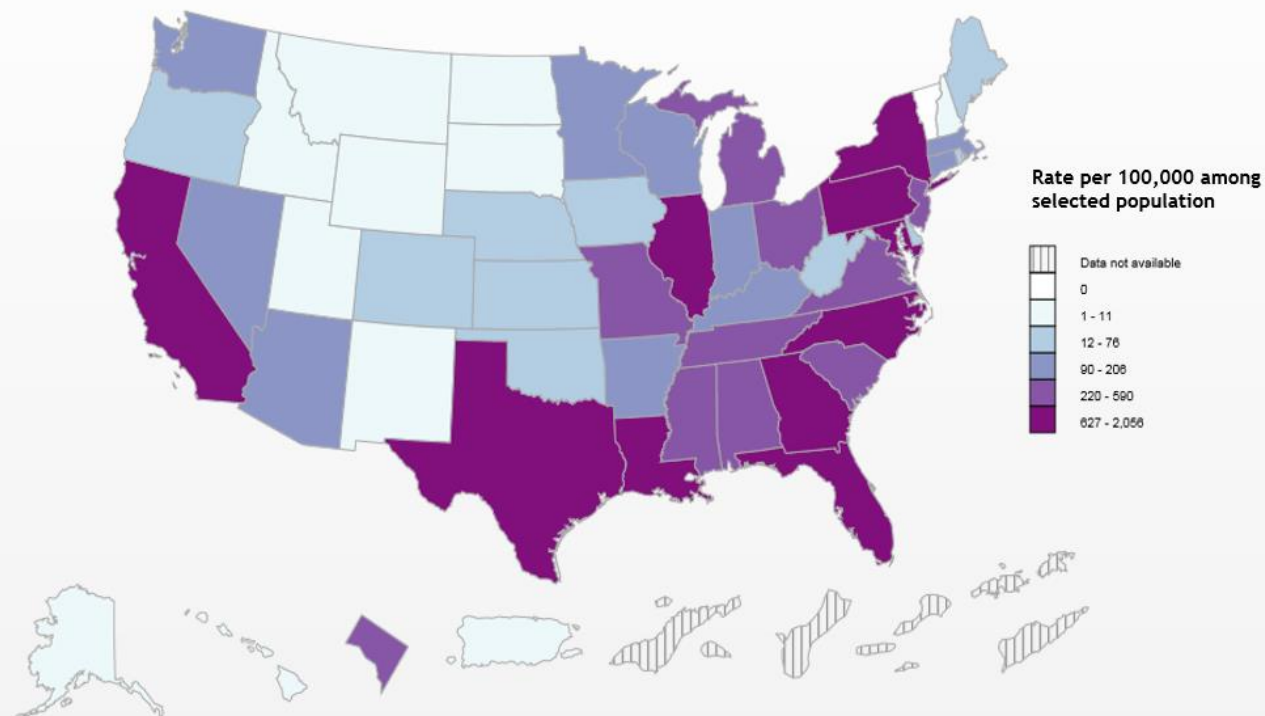 Rate per 100,000 among
selected population
Data not available
0
1 - 11
12 - 76
90 - 206
220 - 590
627 - 2,056